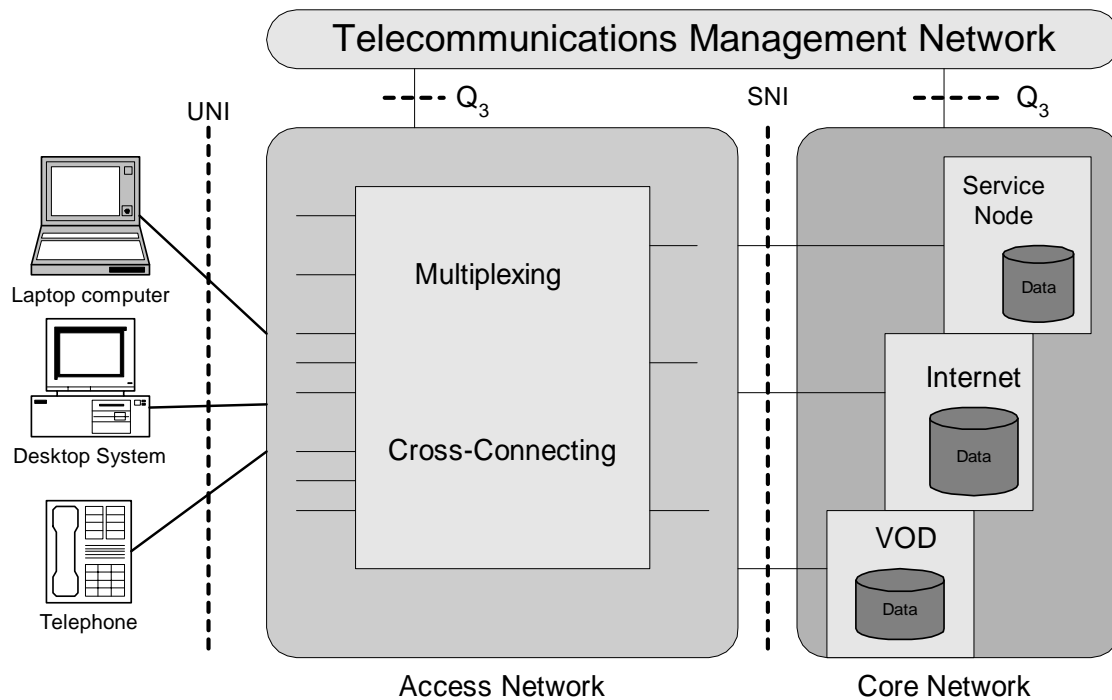 Telecommunications Management Network
UNI
Q3
SNI
Q3
Laptop computer
Desktop System
Telephone
Multiplexing
Cross-Connecting
Service
Node
Data
Internet
Data
VOD
Data
Access Network
Core Network